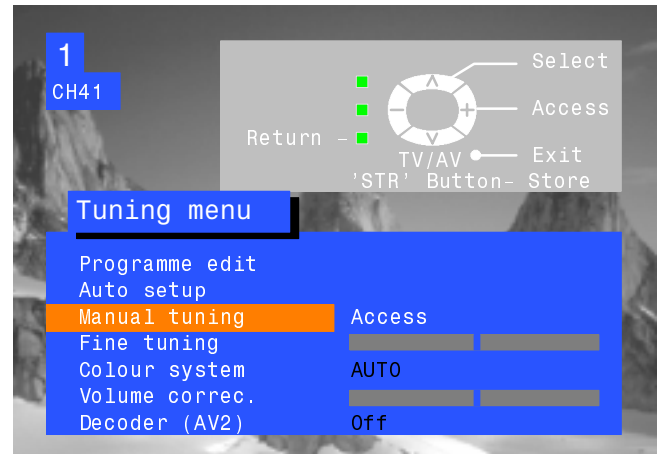 1
CH41
Select
Access
Return –
TV/AV
Exit
'STR' Button– Store
Tuning menu
Programme edit
Auto setup
Manual tuning Access
Fine tuning
Colour system AUTO
Volume correc.
Decoder (AV2) Off